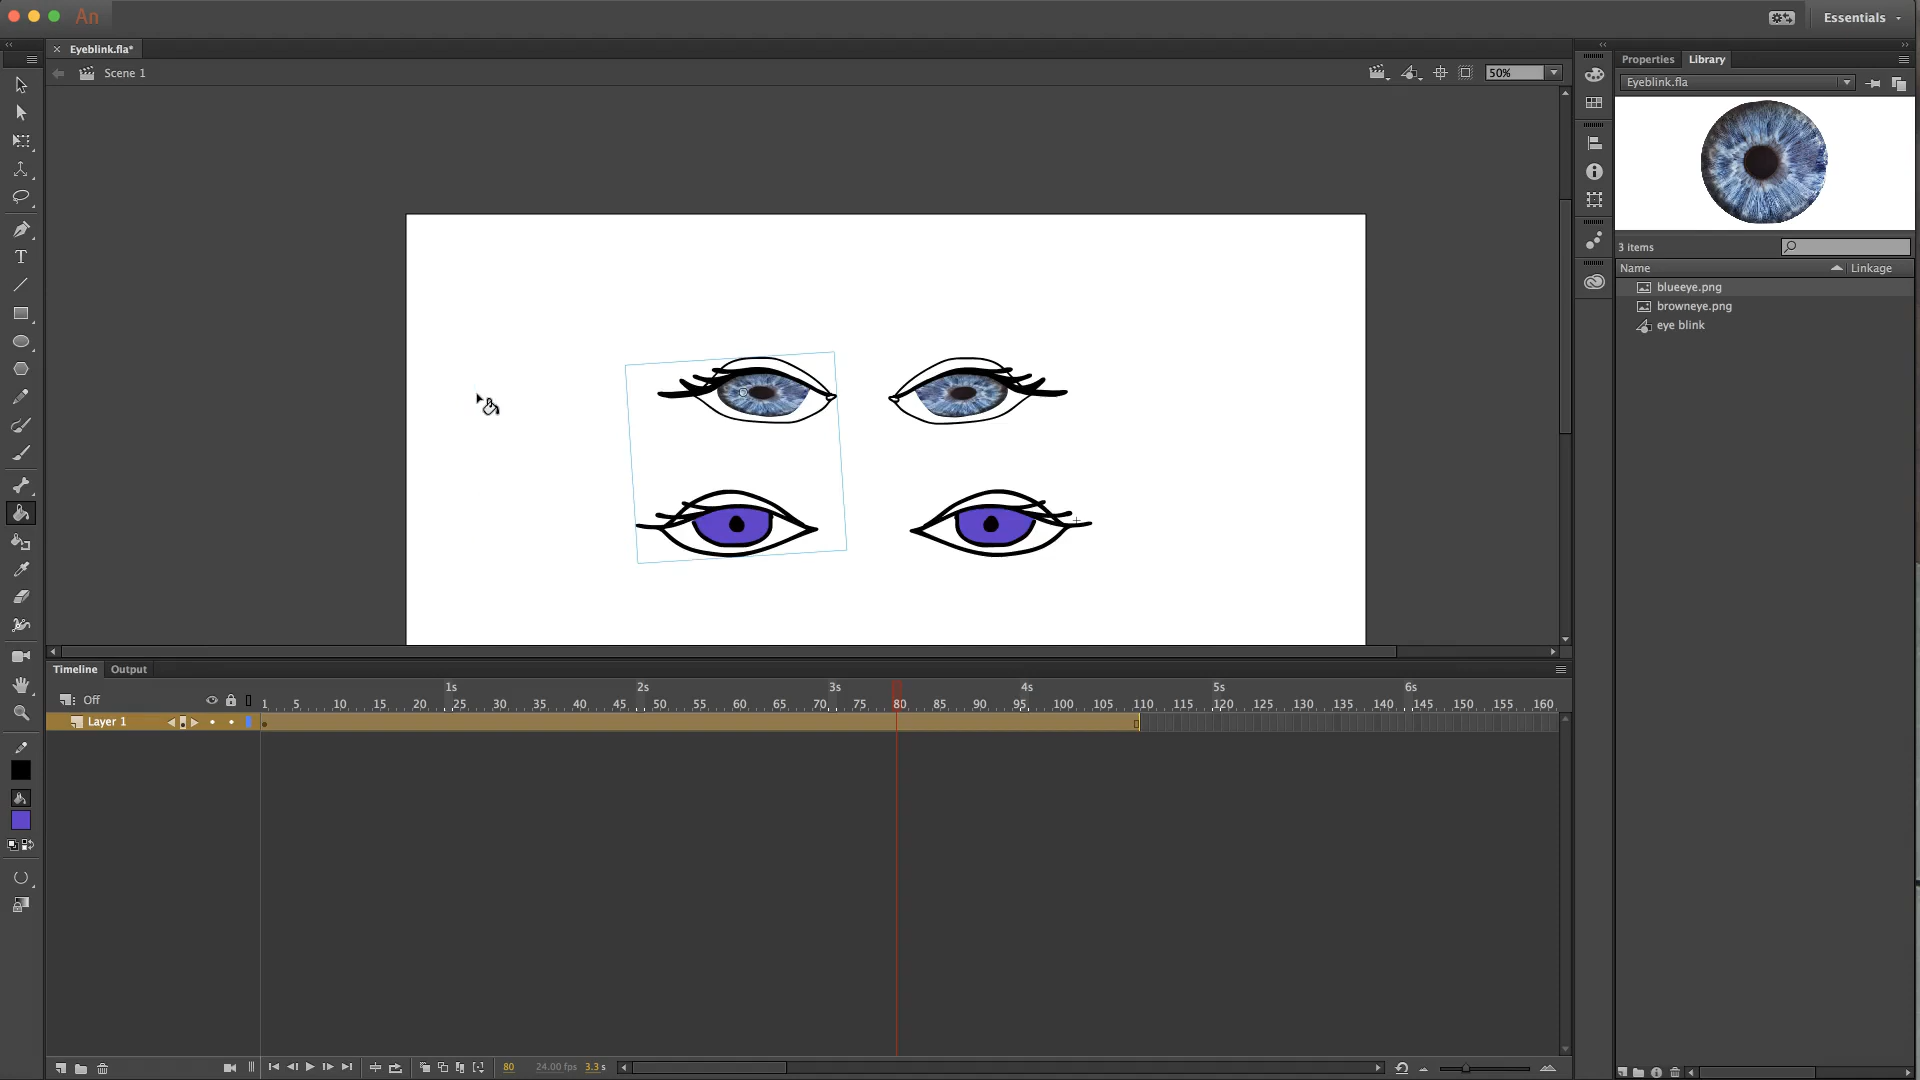 An
Essentials
Eyeblink.fla*
Scene 1
50%
Properties
Library
Eyeblink.fla
3 items
Name
Linkage
blueeye.png
browneye.png
eye blink
T
Timeline
Output
Off
1s 2s 3s 4s 5s 6s
1 5 10 15 20 25 30 35 40 45 50 55 60 65 70 75 80 85 90 95 100 105 110 115 120 125 130 135 140 145 150 155 160
Layer 1
80
24.00 fps
3.3 s